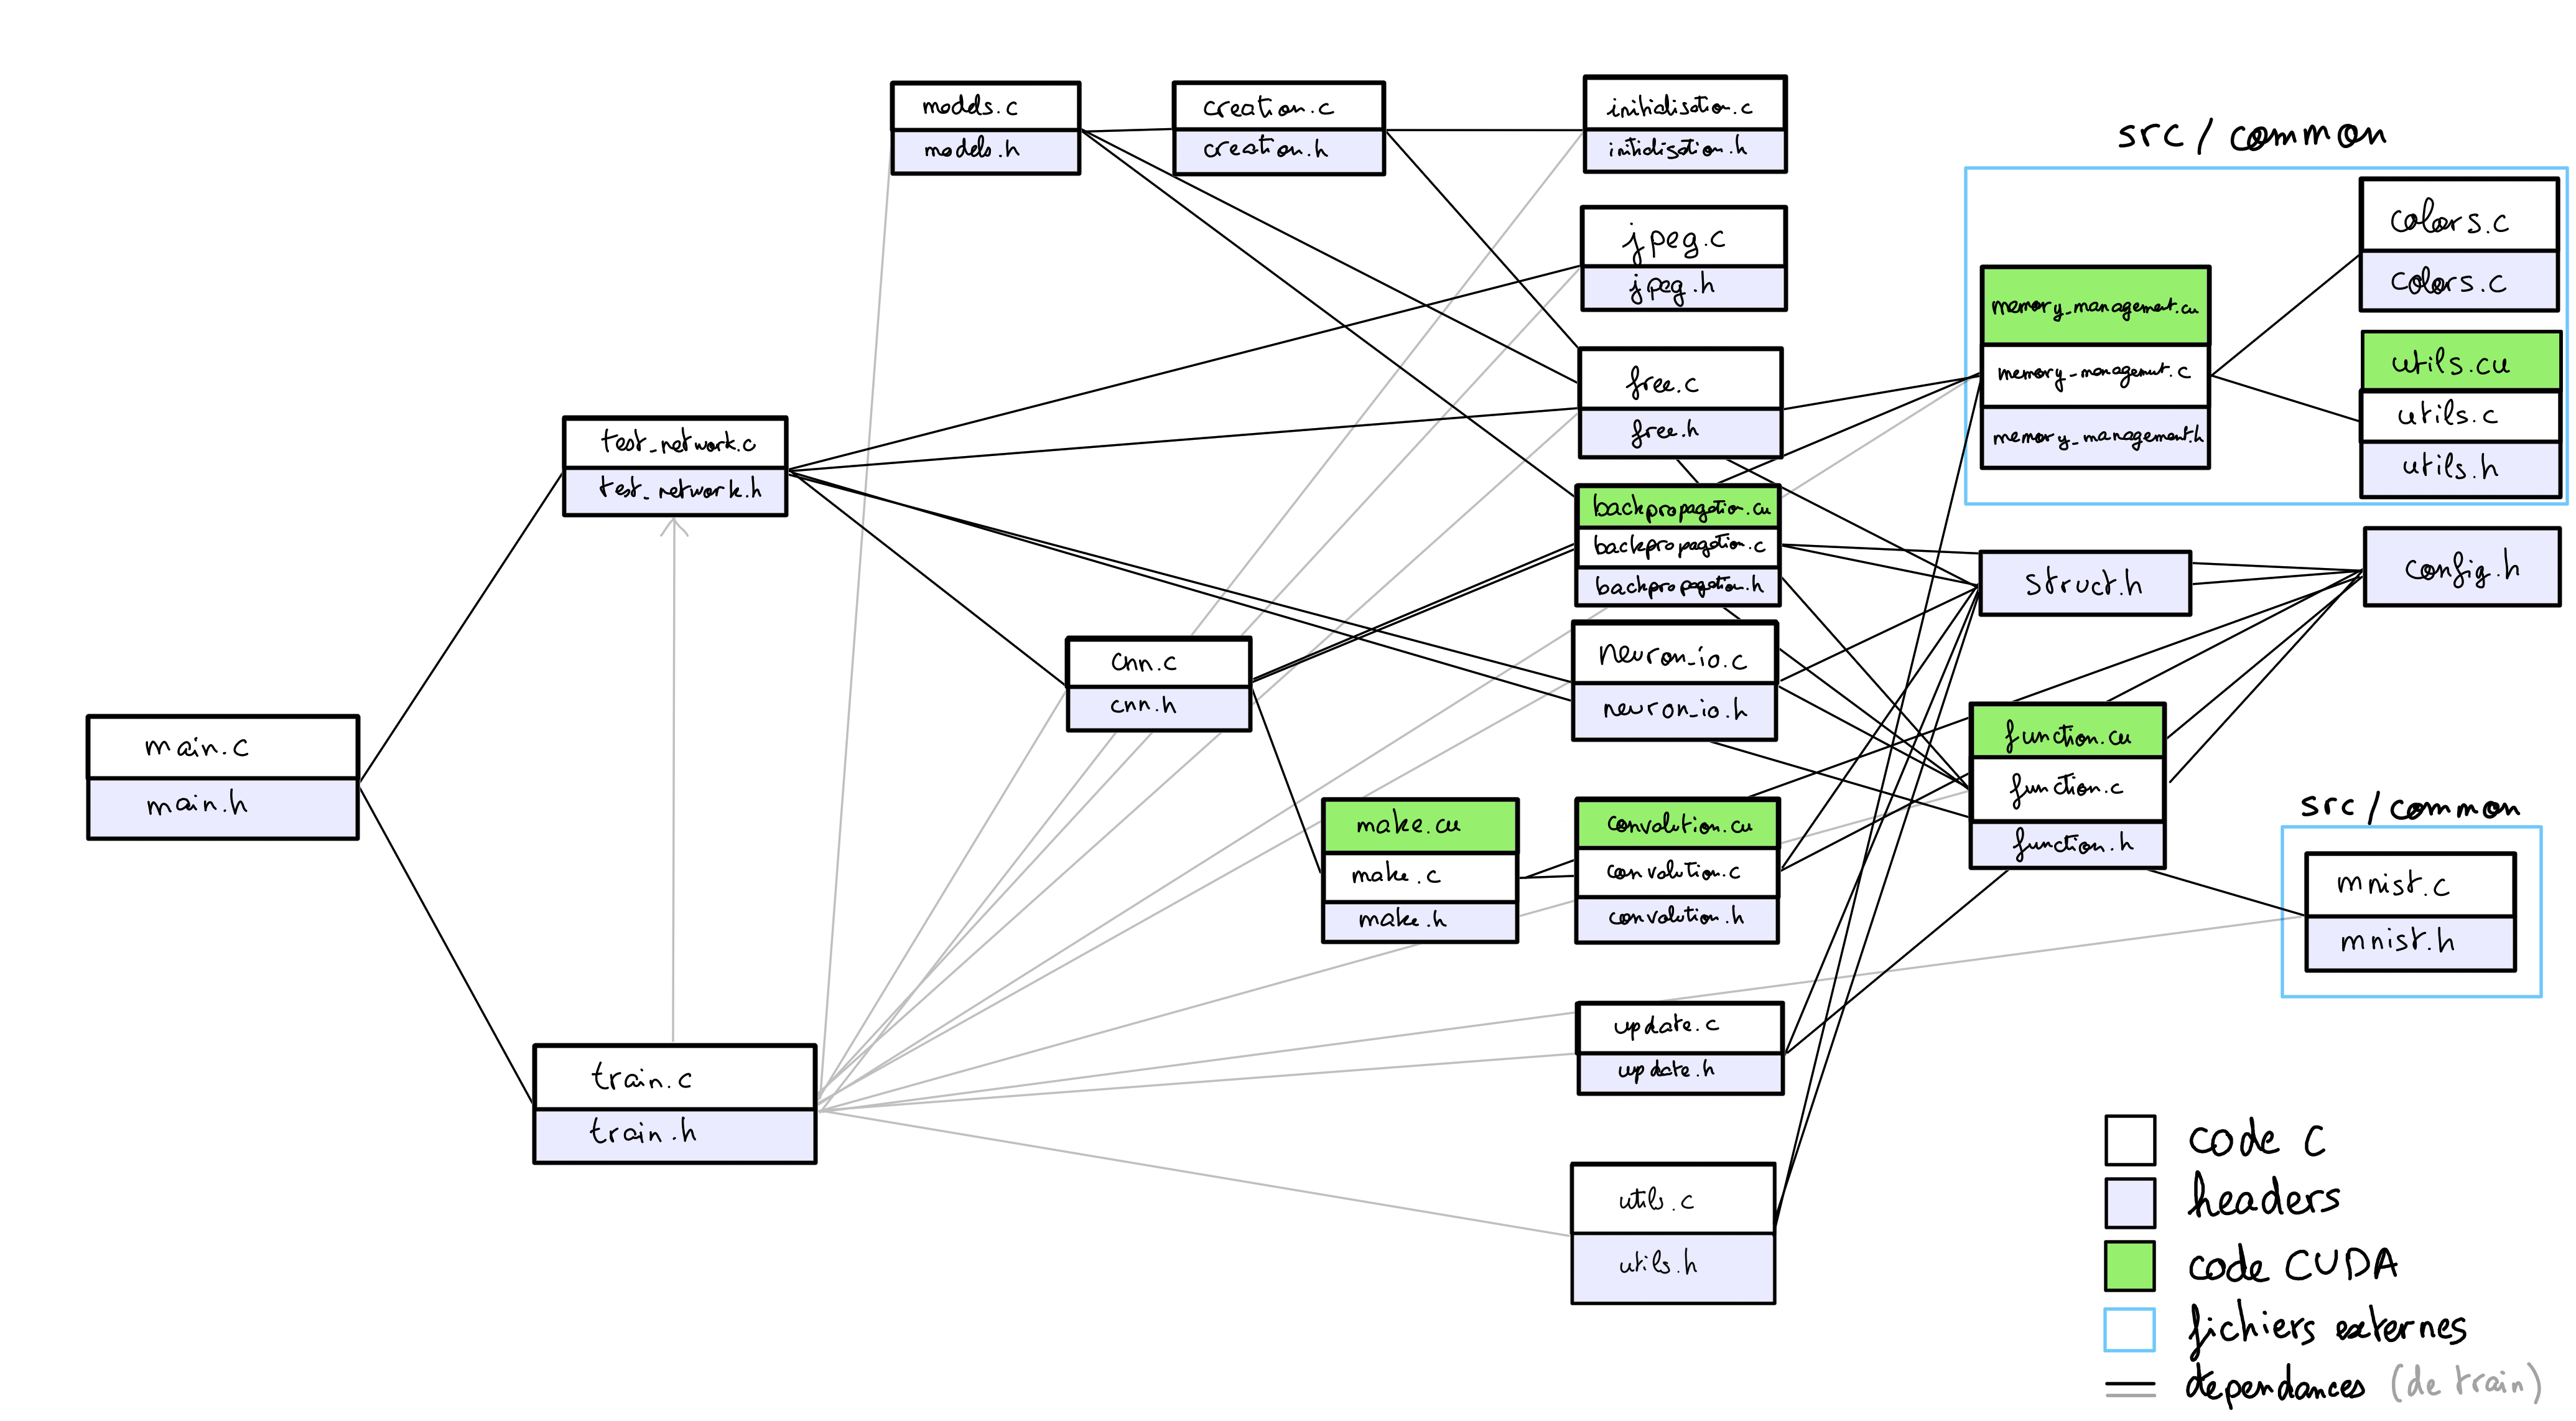 models.c
models.h
creation.c
creation.h
initialisation.c
initialisation.h
jpeg.c
jpeg.h
src / common
colors.c
colors.c
memory_management.cu
memory_management.c
memory_management.h
utils.cu
utils.c
utils.h
free.c
free.h
test_network.c
test_network.h
backpropagation.cu
backpropagation.c
backpropagation.h
struct.h
config.h
cnn.c
cnn.h
neuron_io.c
neuron_io.h
main.c
main.h
function.cu
function.c
function.h
make.cu
make.c
make.h
convolution.cu
convolution.c
convolution.h
src / common
mnist.c
mnist.h
train.c
train.h
update.c
update.h
utils.c
utils.h
code C
headers
code CUDA
fichiers externes
dependances (de train)